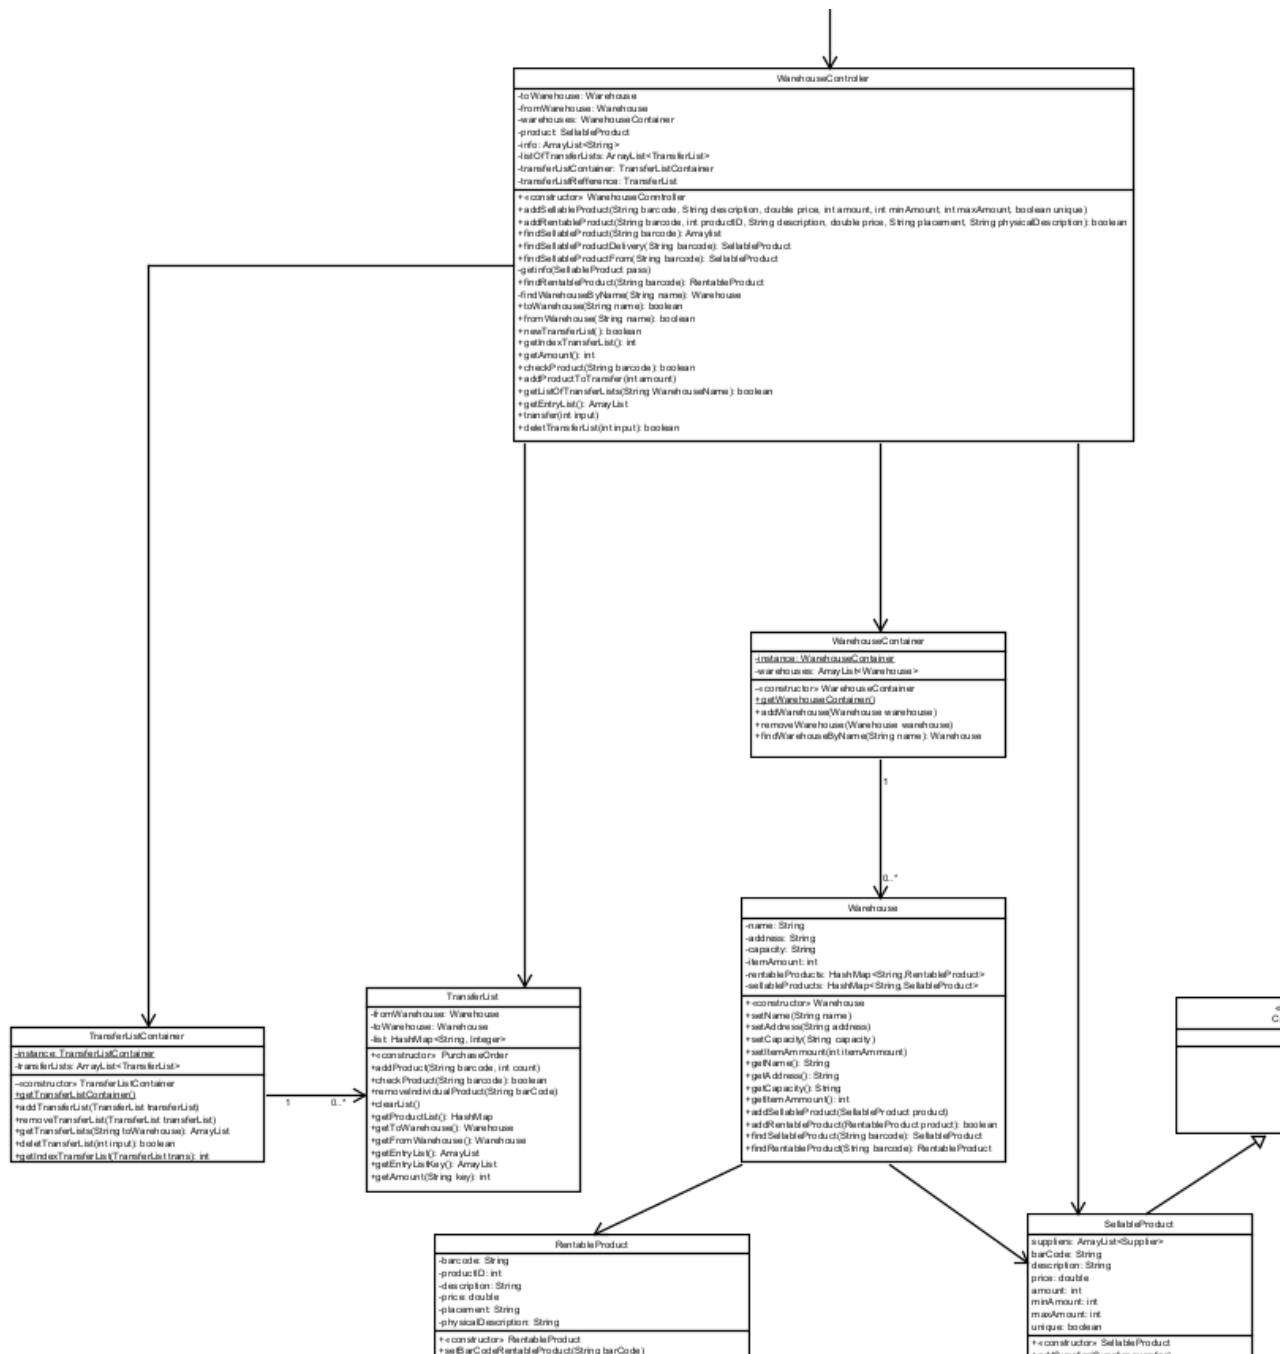 WarehouseController
-toWarehouse: Warehouse
-fromWarehouse: Warehouse
-warehouses: WarehouseContainer
-product: SellableProduct
-info: ArrayList<String>
-listOfTransferLists: ArrayList<TransferList>
-transferListContainer: TransferListContainer
-transferListRefference: TransferList
+<constructor> WarehouseConntroller
+addSellableProduct(String barcode, String description, double price, int amount, int minAmount, int maxAmount, boolean unique)
+addRentableProduct(String barcode, int productID, String description, double price, String placement, String physicalDescription): boolean
+findSellableProduct(String barcode): Arraylist
+findSellableProductDelivery(String barcode): SellableProduct
+findSellableProductFrom(String barcode): SellableProduct
-getinfo(SellableProduct pass)
+findRentableProduct(String barcode): RentableProduct
-findWarehouseByName(String name): Warehouse
+toWarehouse(String name): boolean
+fromWarehouse(String name): boolean
+newTransferList(): boolean
+getIndexTransferList(): int
+getAmount(): int
+checkProduct(String barcode): boolean
+addProductToTransfer(int amount)
+getListOfTransferLists(String WarehouseName): boolean
+getEntryList(): ArrayList
+transfer(int input)
+deletTransferList(int input): boolean
WarehouseContainer
-instance: WarehouseContainer
-warehouses: ArrayList<Warehouse>
-<constructor> WarehouseContainer
+getWarehouseContainer()
+addWarehouse(Warehouse warehouse)
+removeWarehouse(Warehouse warehouse)
+findWarehouseByName(String name): Warehouse
1
0..*
Warehouse
-name: String
-address: String
-capacity: String
-itemAmount: int
-rentableProducts: HashMap<String,RentableProduct>
-sellableProducts: HashMap<String,SellableProduct>
+<constructor> Warehouse
+setName(String name)
+setAddress(String address)
+setCapacity(String capacity)
+setItemAmmount(int itemAmmount)
+getName(): String
+getAddress(): String
+getCapacity(): String
+getItemAmmount(): int
+addSellableProduct(SellableProduct product)
+addRentableProduct(RentableProduct product): boolean
+findSellableProduct(String barcode): SellableProduct
+findRentableProduct(String barcode): RentableProduct
TransferList
-fromWarehouse: Warehouse
-toWarehouse: Warehouse
-list: HashMap<String, Integer>
+<constructor> PurchaseOrder
+addProduct(String barcode, int count)
+checkProduct(String barcode): boolean
+removeIndividualProduct(String barCode)
+clearList()
+getProductList(): HashMap
+getToWarehouse(): Warehouse
+getFromWarehouse(): Warehouse
+getEntryList(): ArrayList
+getEntryListKey(): ArrayList
+getAmount(String key): int
TransferListContainer
-instance: TransferListContainer
-transferLists: ArrayList<TransferList>
-<constructor> TransferListContainer
+getTransferListContainer()
+addTransferList(TransferList transferList)
+removeTransferList(TransferList transferList)
+getTransferLists(String toWarehouse): ArrayList
+deletTransferList(int input): boolean
+getIndexTransferList(TransferList trans): int
1
0..*
RentableProduct
-barcode: String
-productID: int
-description: String
-price: double
-placement: String
-physicalDescription: String
+<constructor> RentableProduct
+setBarCodeRentableProduct(String barCode)
SellableProduct
suppliers: ArrayList<Supplier>
barCode: String
description: String
price: double
amount: int
minAmount: int
maxAmount: int
unique: boolean
+<constructor> SellableProduct